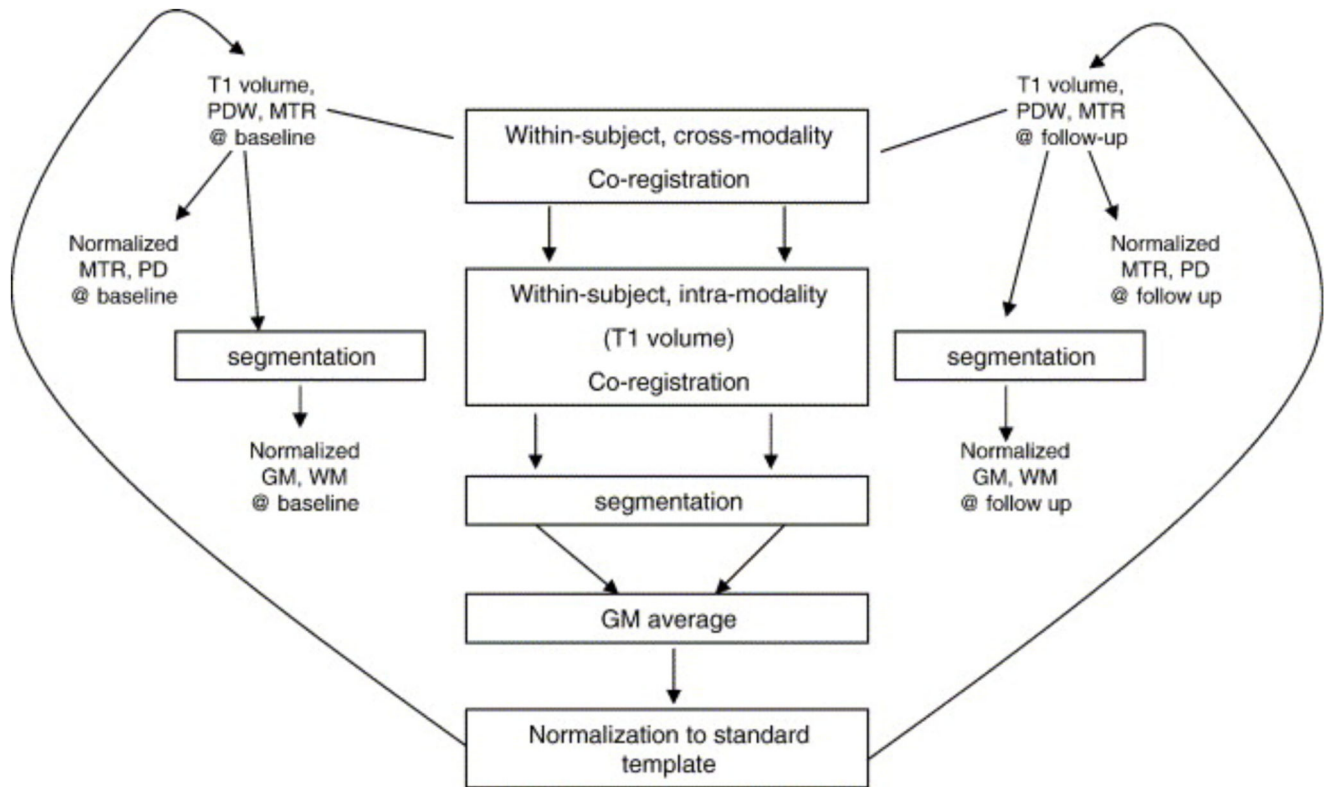 T1 volume,
PDW, MTR
@ baseline
T1 volume,
PDW, MTR
@ follow-up
Within-subject, cross-modality
Co-registration
Normalized
MTR, PD
@ baseline
Normalized
MTR, PD
@ follow up
Within-subject, intra-modality
(T1 volume)
Co-registration
segmentation
segmentation
Normalized
GM, WM
@ baseline
Normalized
GM, WM
@ follow up
segmentation
GM average
Normalization to standard
template